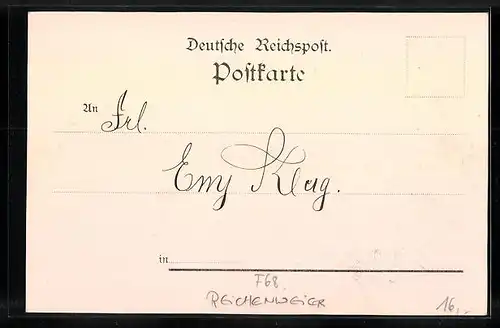 Deutsche Reichspost.
Postkarte
An Frl.
Emy Klag.
in
F68
REICHENWEIER
16,-